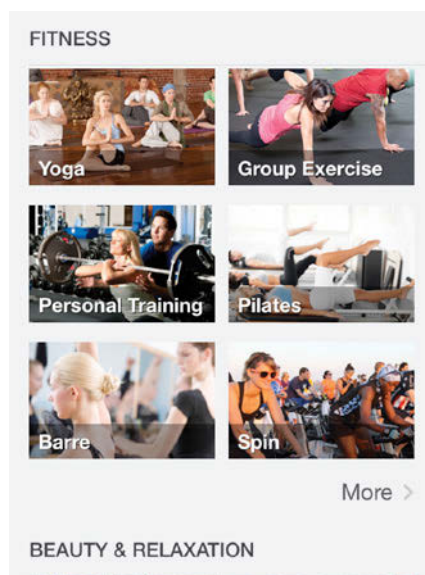 FITNESS
Yoga
Group Exercise
Personal Training
Pilates
Barre
Spin
More >
BEAUTY & RELAXATION